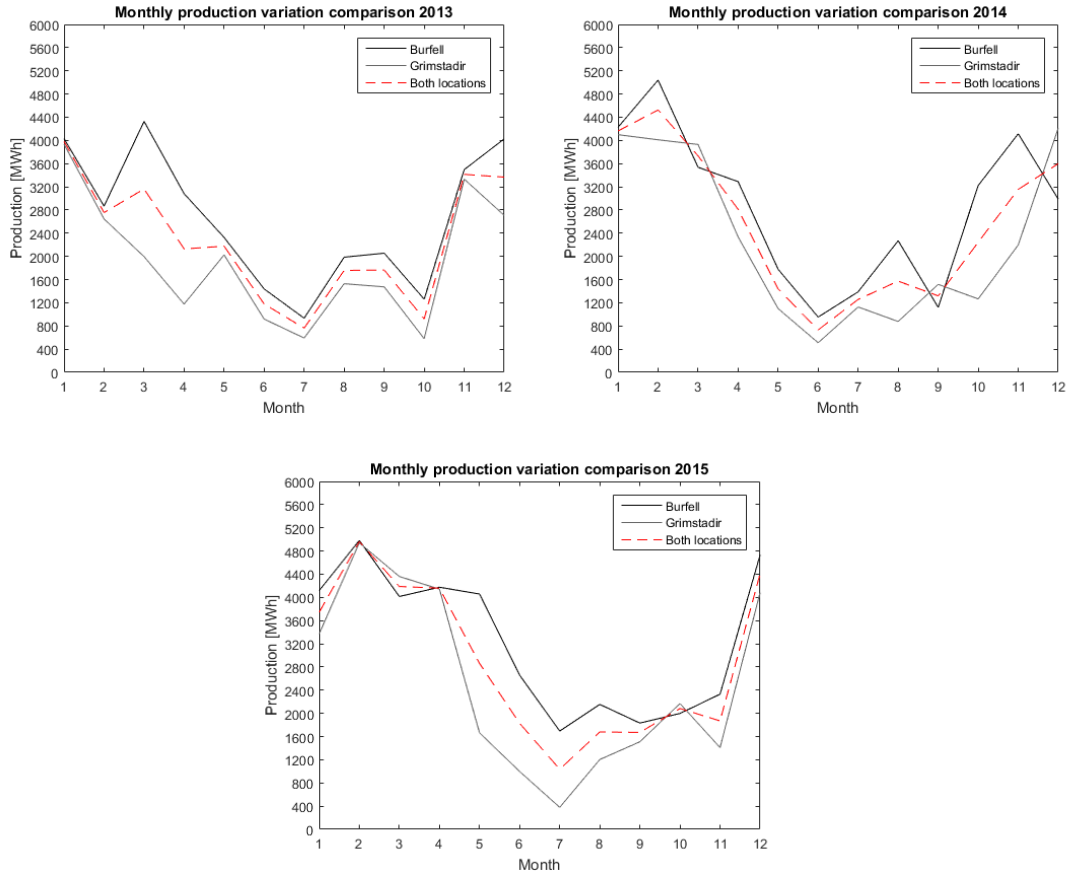 Monthly production variation comparison 2013
Production [MWh]
6000
5600
5200
4800
4400
4000
3600
3200
2800
2400
2000
1600
1200
800
400
0
Burfell
Grimstadir
Both locations
1 2 3 4 5 6 7 8 9 10 11 12
Month
Monthly production variation comparison 2014
Production [MWh]
6000
5600
5200
4800
4400
4000
3600
3200
2800
2400
2000
1600
1200
800
400
0
Burfell
Grimstadir
Both locations
1 2 3 4 5 6 7 8 9 10 11 12
Month
Monthly production variation comparison 2015
Production [MWh]
6000
5600
5200
4800
4400
4000
3600
3200
2800
2400
2000
1600
1200
800
400
0
Burfell
Grimstadir
Both locations
1 2 3 4 5 6 7 8 9 10 11 12
Month